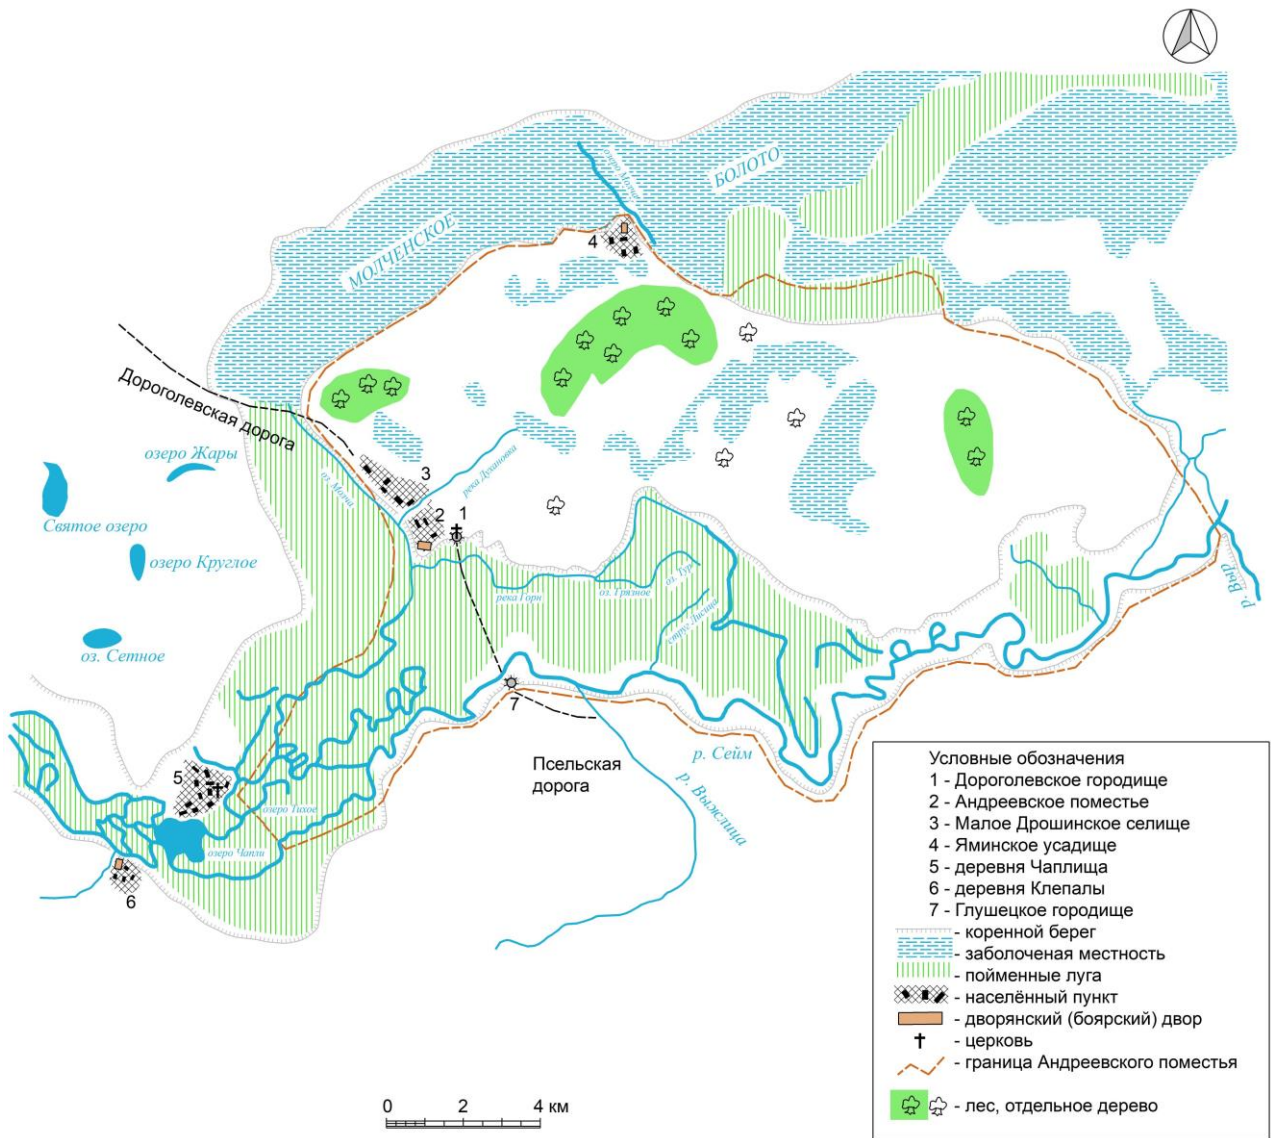 БОЛОТО
МОЛЧЕНСКОЕ
4
Дороголевская дорога
озеро Жары
Святое озеро
озеро Круглое
оз. Сетное
оз. Молча
3
река Духановка
2
1
река Горн
оз. Грязное
оз. Тур
струг Лисица
р. Выр
7
р. Сейм
Псельская
дорога
р. Выжлица
5
озеро Тихое
озеро Чапли
6
0 2 4 км
Условные обозначения
1 - Дороголевское городище
2 - Андреевское поместье
3 - Малое Дрошинское селище
4 - Яминское усадище
5 - деревня Чаплища
6 - деревня Клепалы
7 - Глушецкое городище
- коренной берег
- заболоченая местность
- пойменные луга
- населённый пункт
- дворянский (боярский) двор
- церковь
- граница Андреевского поместья
- лес, отдельное дерево